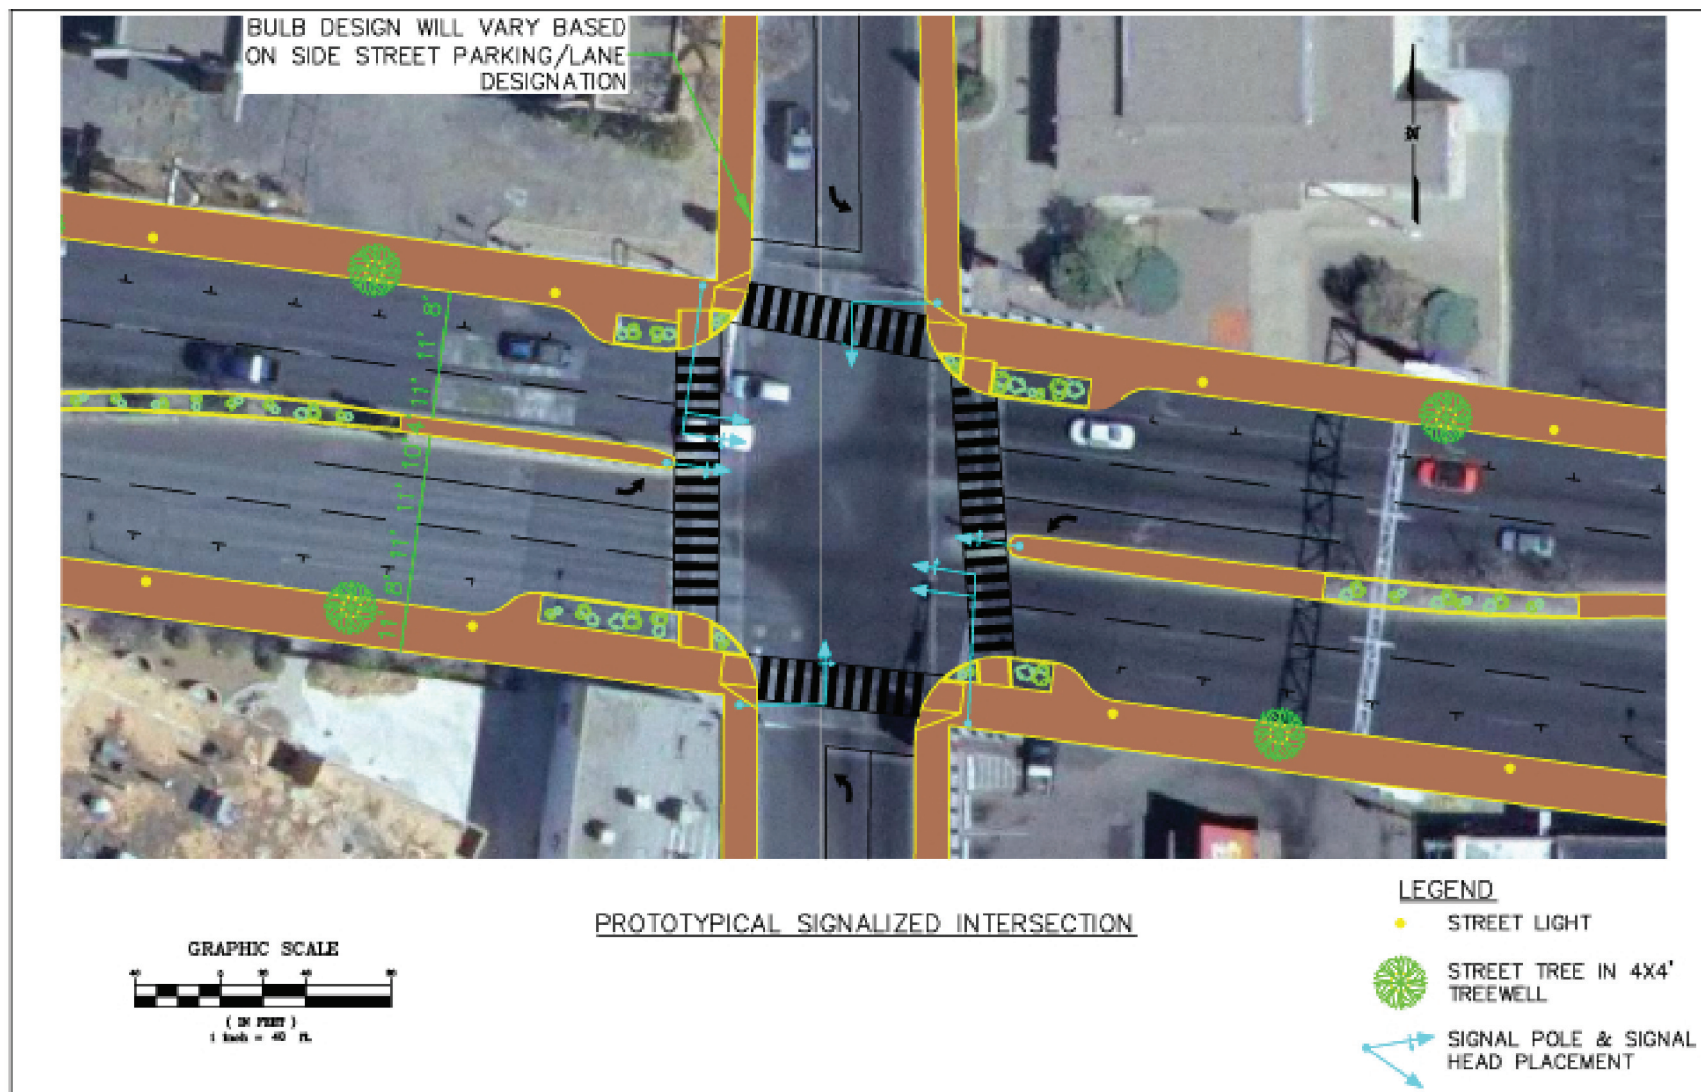 BULB DESIGN WILL VARY BASED
ON SIDE STREET PARKING/LANE
DESIGNATION
N
8'
11'
11'
4'
10'
11'
11'
8'
11'
PROTOTYPICAL SIGNALIZED INTERSECTION
GRAPHIC SCALE
40 0 20 40 80
( IN FEET )
1 inch = 40 ft.
LEGEND
STREET LIGHT
STREET TREE IN 4X4'
TREEWELL
SIGNAL POLE & SIGNAL
HEAD PLACEMENT